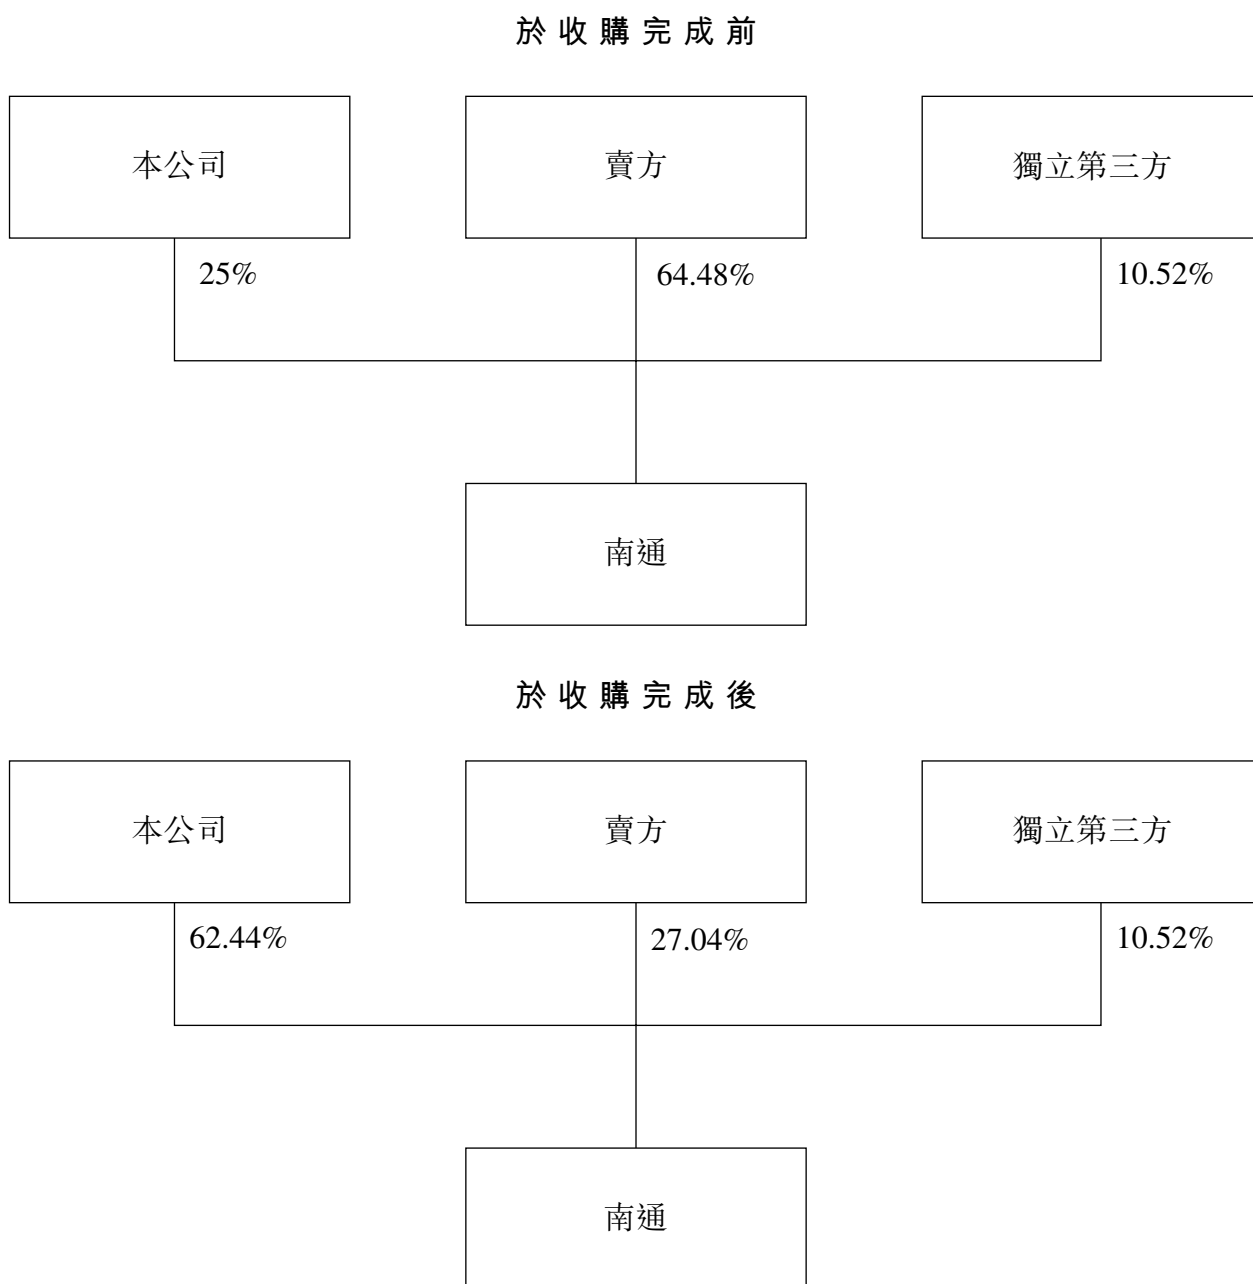 於收購完成前
本公司
賣方
獨立第三方
25%
64.48%
10.52%
南通
於收購完成後
本公司
賣方
獨立第三方
62.44%
27.04%
10.52%
南通